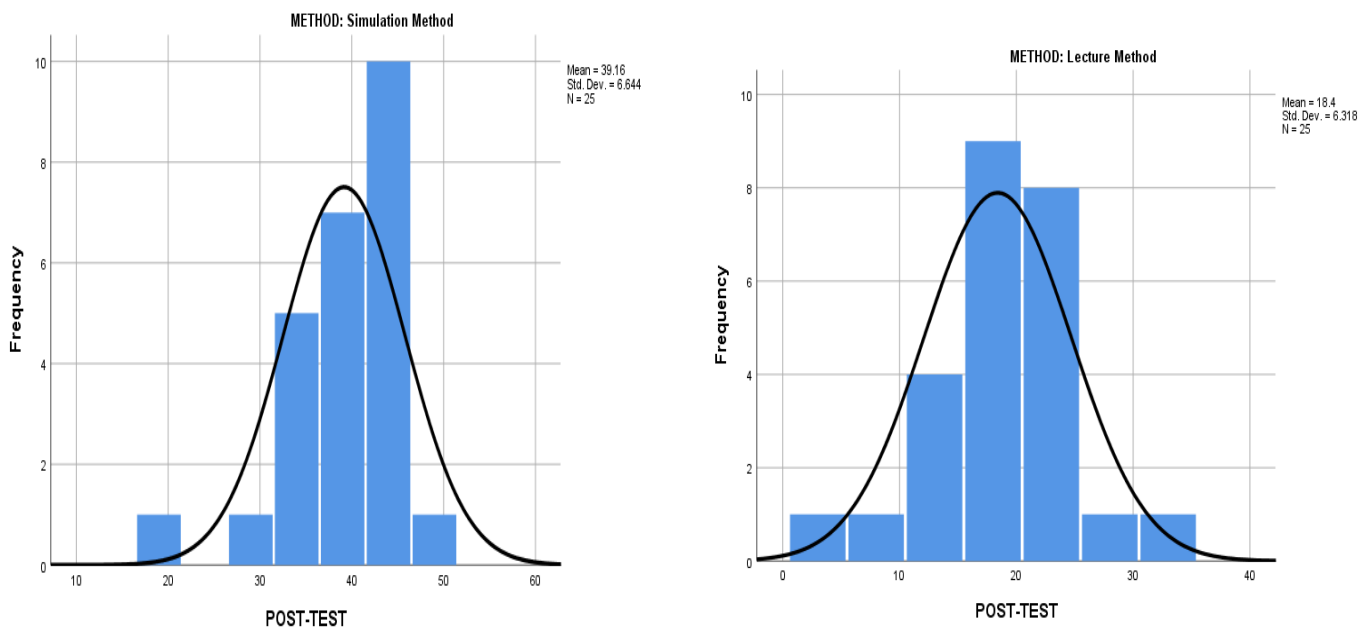 METHOD: Simulation Method
Mean = 39.16
Std. Dev. = 6.644
N = 25
10
8
6
4
2
0
Frequency
10 20 30 40 50 60
POST-TEST
METHOD: Lecture Method
Mean = 18.4
Std. Dev. = 6.318
N = 25
10
8
6
4
2
0
Frequency
0 10 20 30 40
POST-TEST